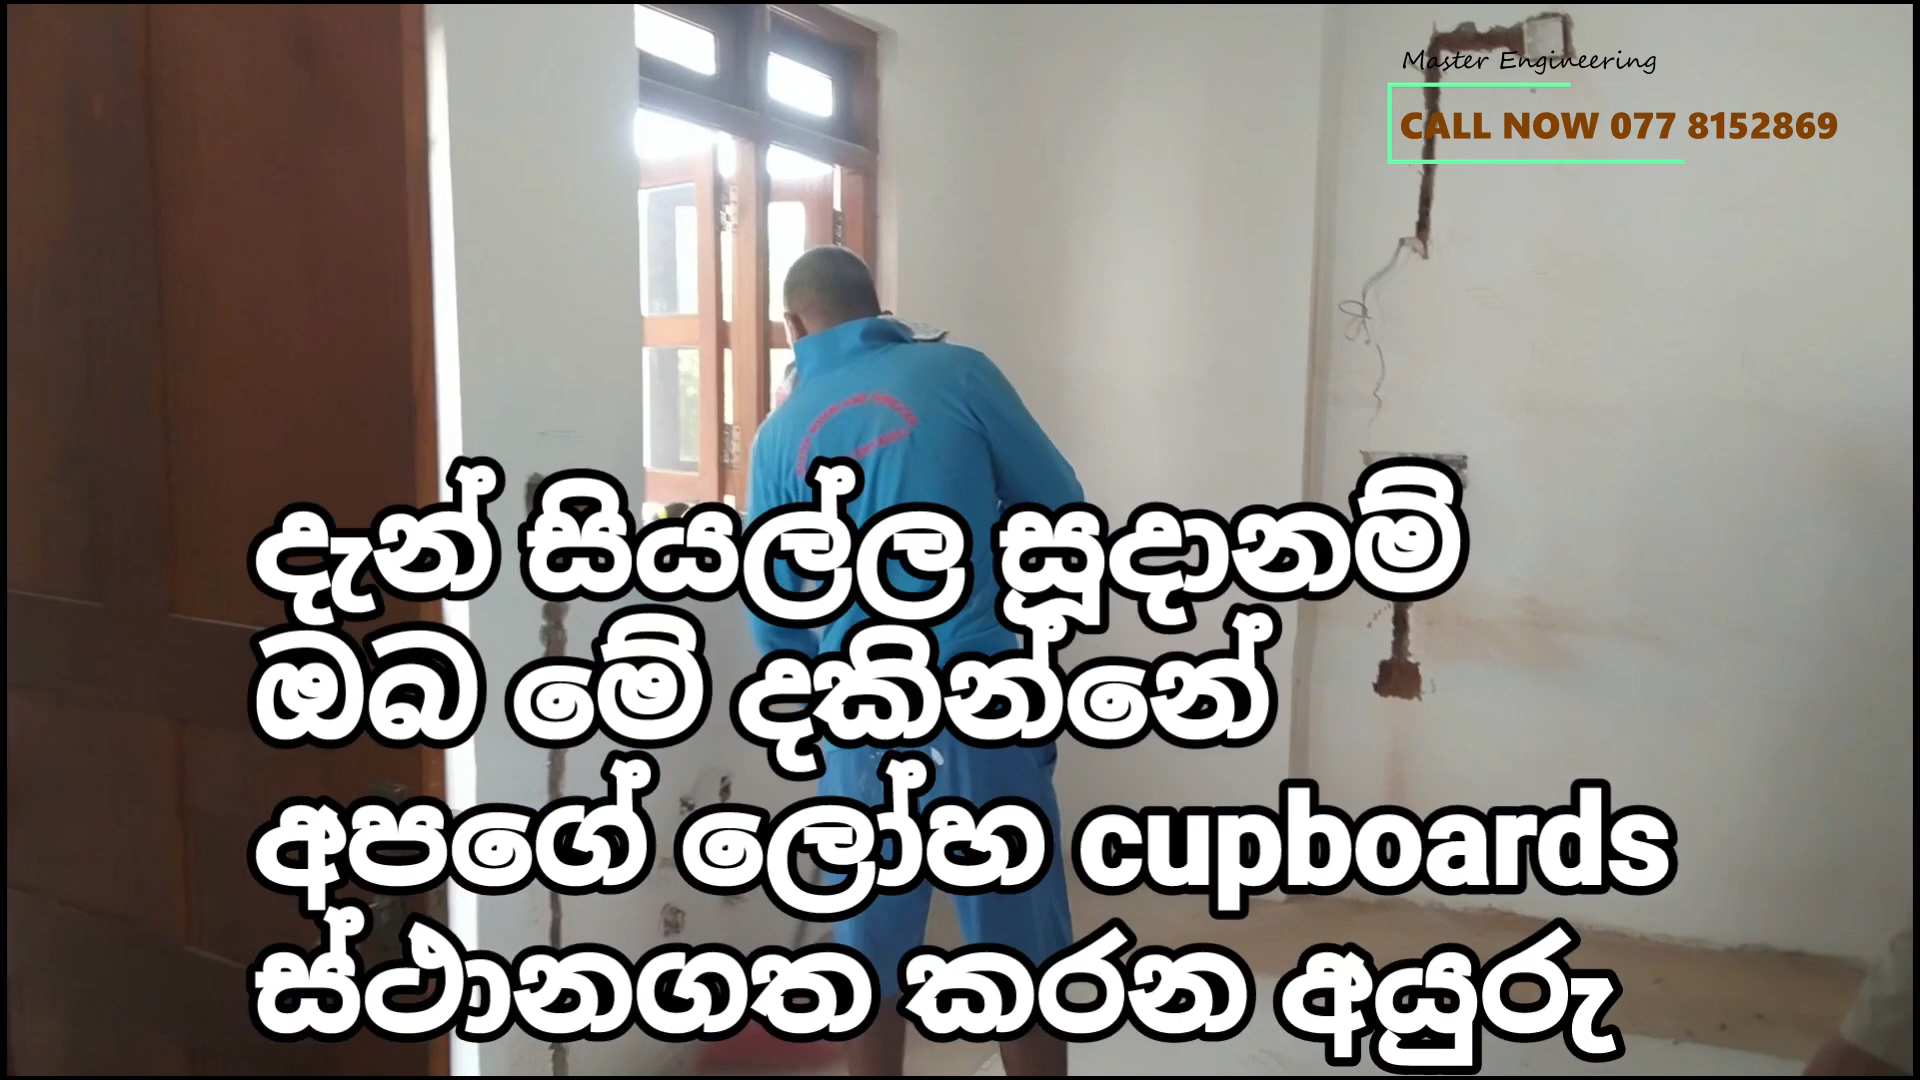 Master Engineering
CALL NOW 077 8152869
දැන් සියල්ල සූදානම්
ඔබ මේ දකින්නේ
අපගේ ලෝහ cupboards
ස්ථානගත කරන අයුරු